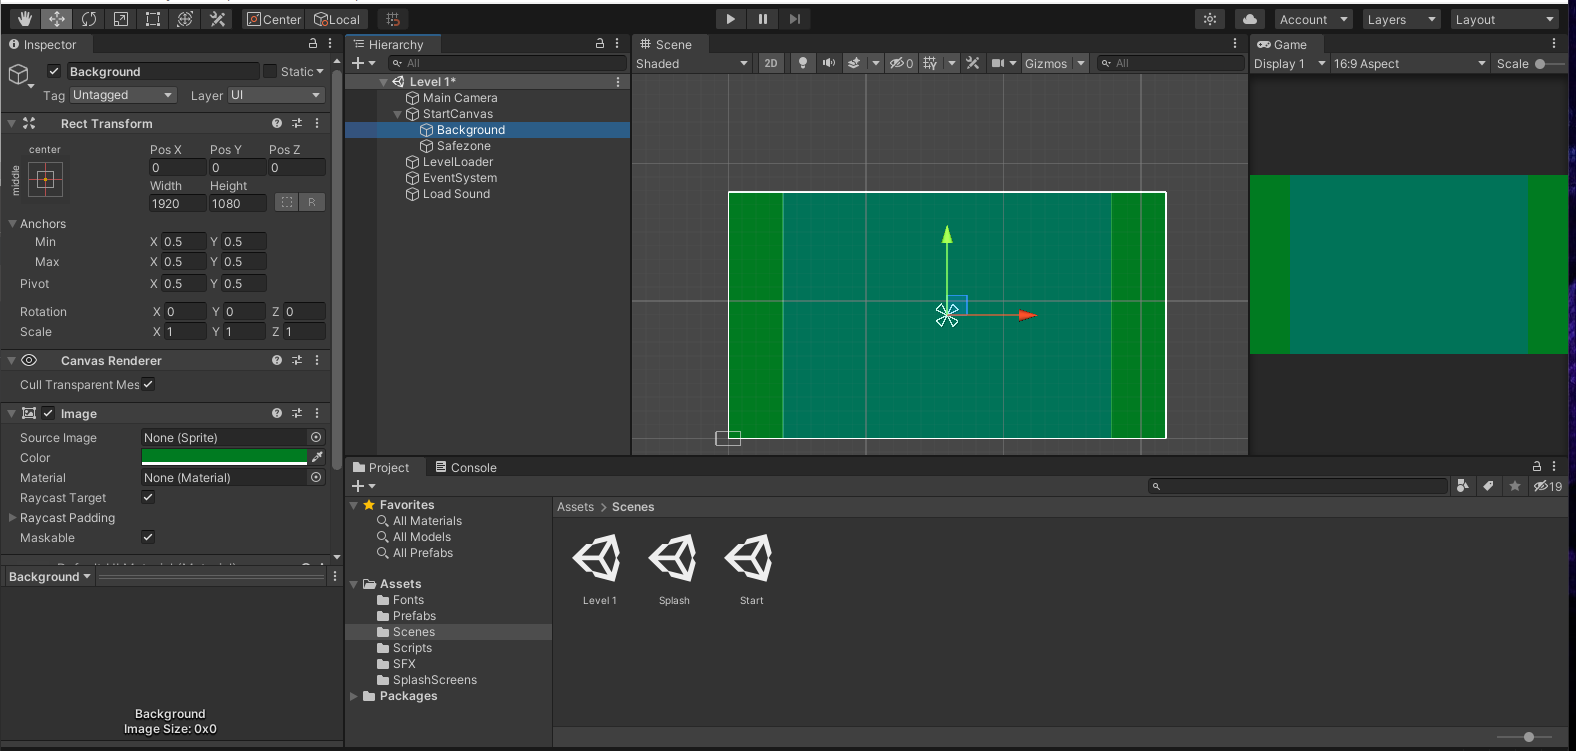 Center
Local
Account
Layers
Layout
Inspector
Background
Static
Tag
Untagged
Layer
UI
Rect Transform
center
middle
Pos X
Pos Y
Pos Z
0
0
0
Width
Height
1920
1080
R
Anchors
Min
X 0.5
Y 0.5
Max
X 0.5
Y 0.5
Pivot
X 0.5
Y 0.5
Rotation
X 0
Y 0
Z 0
Scale
X 1
Y 1
Z 1
Canvas Renderer
Cull Transparent Mes
Image
Source Image
None (Sprite)
Color
Material
None (Material)
Raycast Target
Raycast Padding
Maskable
Background
Background
Image Size: 0x0
Hierarchy
All
Level 1*
Main Camera
StartCanvas
Background
Safezone
LevelLoader
EventSystem
Load Sound
Scene
Shaded
2D
0
Gizmos
All
Game
Display 1
16:9 Aspect
Scale
Project
Console
19
Favorites
All Materials
All Models
All Prefabs
Assets
Fonts
Prefabs
Scenes
Scripts
SFX
SplashScreens
Packages
Assets > Scenes
Level 1
Splash
Start